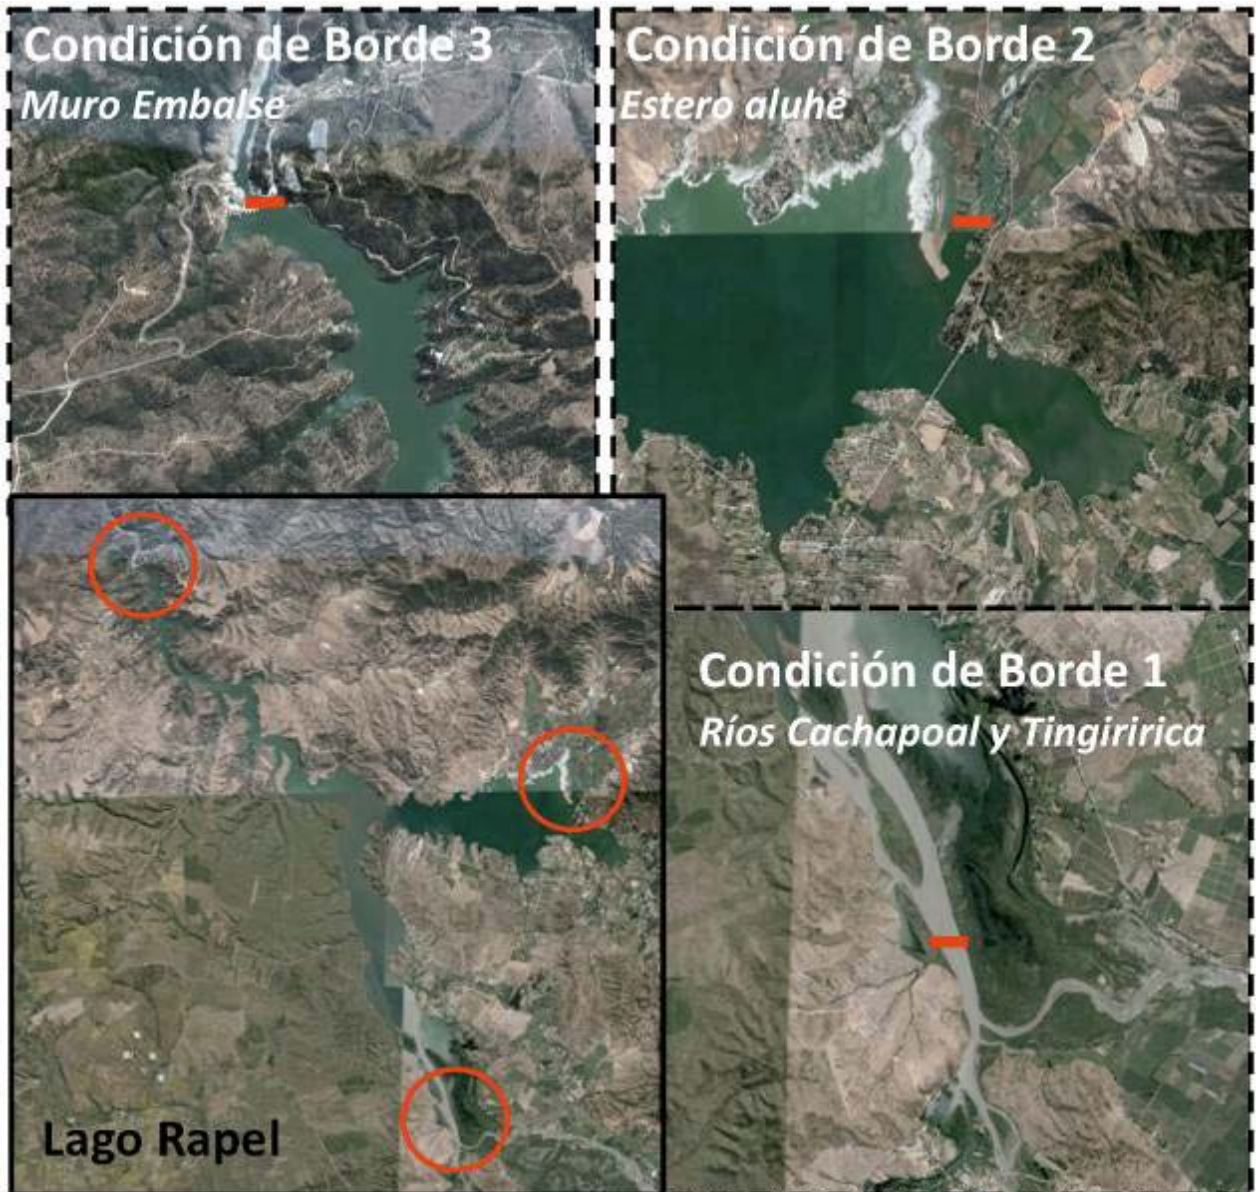 Condición de Borde 3
Muro Embalse
Condición de Borde 2
Estero aluhé
Condición de Borde 1
Ríos Cachapoal y Tingiririca
Lago Rapel